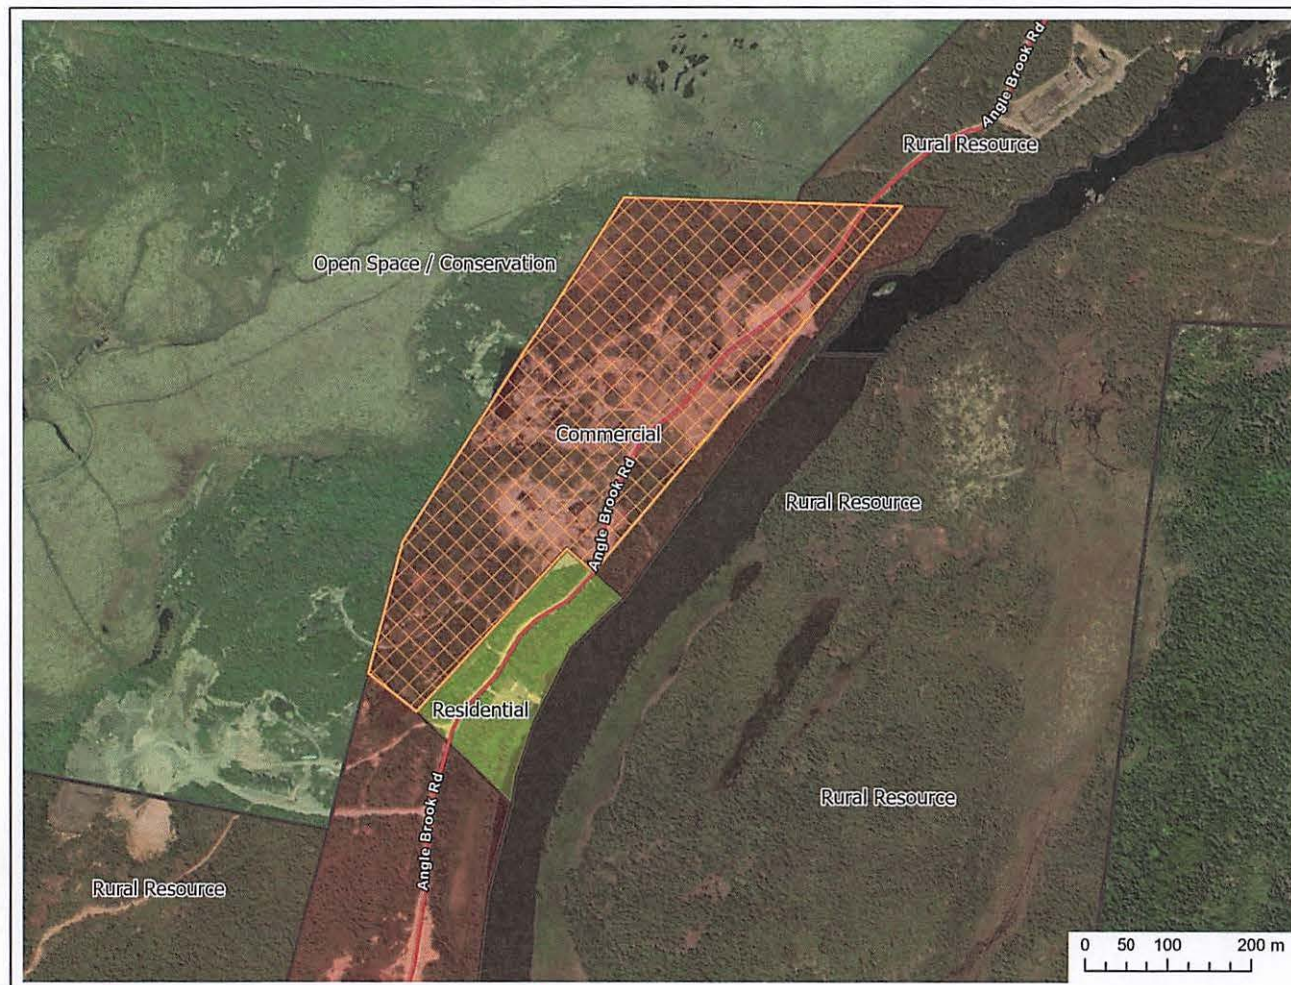 Angle Brook Rd
Rural Resource
Open Space / Conservation
Commercial
Angle Brook Rd
Rural Resource
Residential
Angle Brook Rd
Rural Resource
Rural Resource
0 50 100 200 m